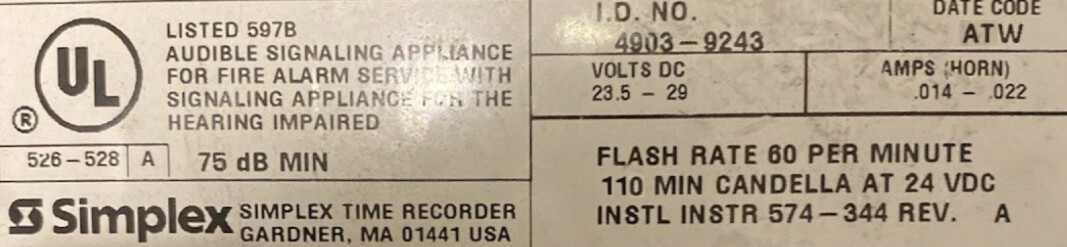 UL
®
LISTED 597B
AUDIBLE SIGNALING APPLIANCE
FOR FIRE ALARM SERVICE WITH
SIGNALING APPLIANCE FOR THE
HEARING IMPAIRED
526-528 A 75 dB MIN
Simplex SIMPLEX TIME RECORDER
GARDNER, MA 01441 USA
I.D. NO.
4903-9243
DATE CODE
ATW
VOLTS DC
23.5 - 29
AMPS (HORN)
.014 - .022
FLASH RATE 60 PER MINUTE
110 MIN CANDELLA AT 24 VDC
INSTL INSTR 574-344 REV. A